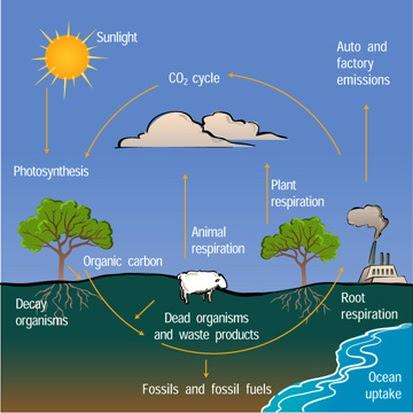 Sunlight
Auto and
factory
emissions
CO₂ cycle
Photosynthesis
Plant
respiration
Animal
respiration
Organic carbon
Decay
organisms
Dead organisms
and waste products
Root
respiration
Fossils and fossil fuels
Ocean
uptake